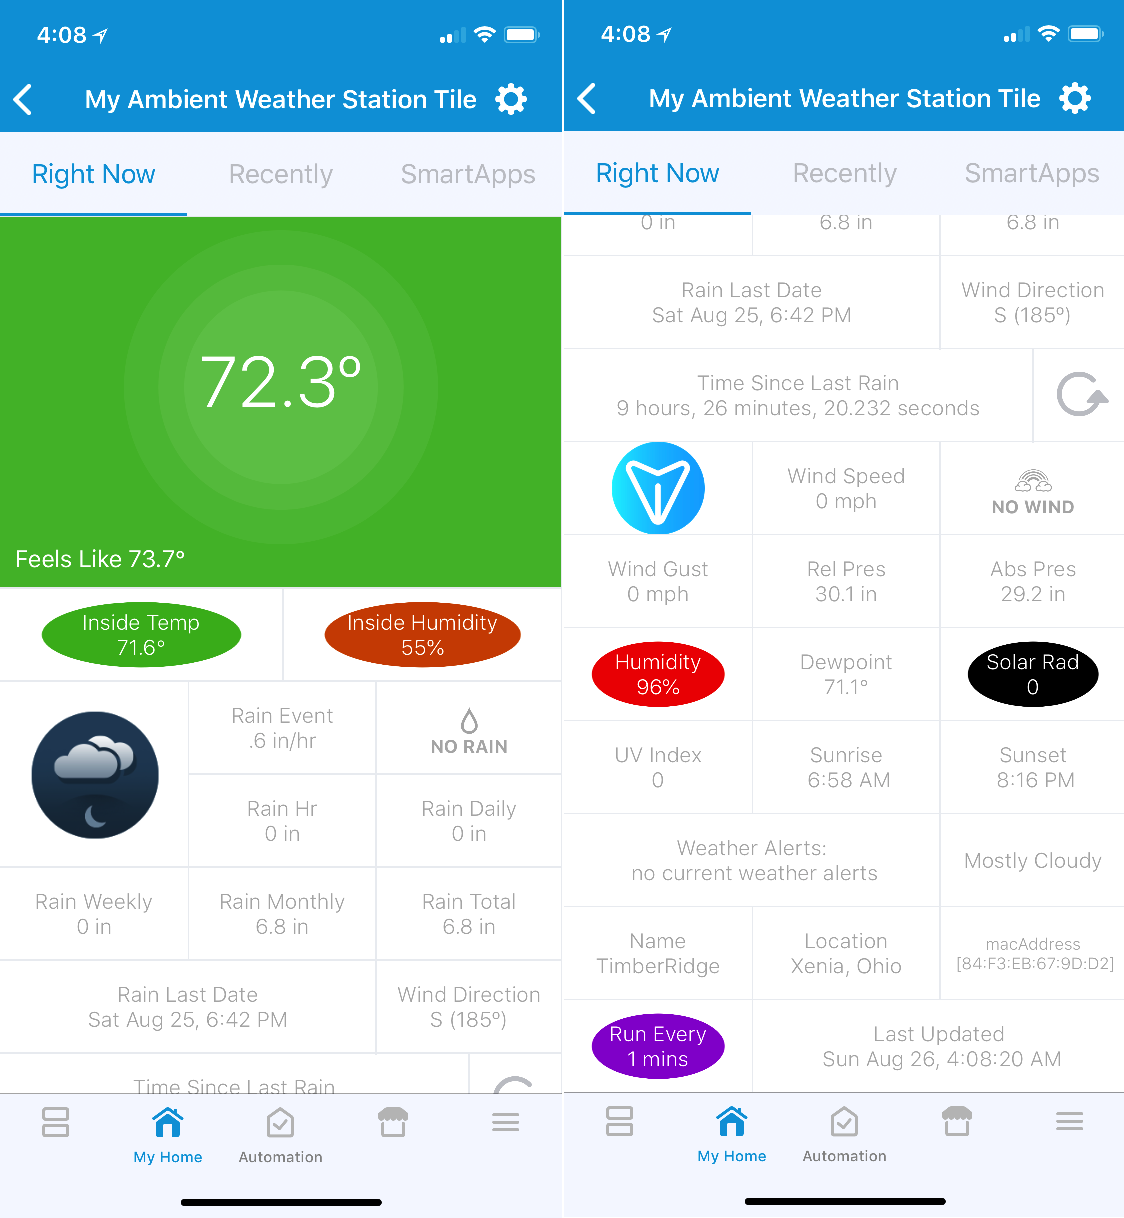 4:08
My Ambient Weather Station Tile
Right Now
Recently
SmartApps
72.3°
Feels Like 73.7°
Inside Temp
71.6°
Inside Humidity
55%
Rain Event
.6 in/hr
NO RAIN
Rain Hr
0 in
Rain Daily
0 in
Rain Weekly
0 in
Rain Monthly
6.8 in
Rain Total
6.8 in
Rain Last Date
Sat Aug 25, 6:42 PM
Wind Direction
S (185º)
Time Since Last Rain
My Home
Automation
4:08
My Ambient Weather Station Tile
Right Now
Recently
SmartApps
0 in
6.8 in
6.8 in
Rain Last Date
Sat Aug 25, 6:42 PM
Wind Direction
S (185º)
Time Since Last Rain
9 hours, 26 minutes, 20.232 seconds
Wind Speed
0 mph
NO WIND
Wind Gust
0 mph
Rel Pres
30.1 in
Abs Pres
29.2 in
Humidity
96%
Dewpoint
71.1°
Solar Rad
0
UV Index
0
Sunrise
6:58 AM
Sunset
8:16 PM
Weather Alerts:
no current weather alerts
Mostly Cloudy
Name
TimberRidge
Location
Xenia, Ohio
macAddress
[84:F3:EB:67:9D:D2]
Run Every
1 mins
Last Updated
Sun Aug 26, 4:08:20 AM
My Home
Automation